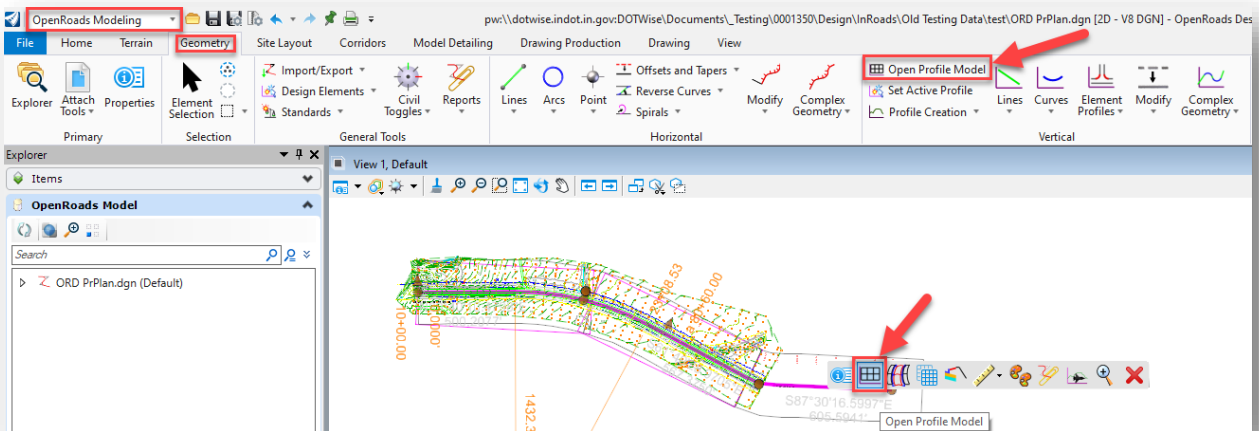 OpenRoads Modeling
pw:\\dotwise.indot.in.gov:DOTWise\Documents\_Testing\0001350\Design\InRoads\Old Testing Data\test\ORD PrPlan.dgn [2D - V8 DGN] - OpenRoads Des
File Home Terrain Geometry Site Layout Corridors Model Detailing Drawing Production Drawing View
Explorer
Attach Tools
Properties
Primary
Element Selection
Selection
Import/Export
Design Elements
Standards
Civil Toggles
Reports
General Tools
Lines
Arcs
Point
Offsets and Tapers
Reverse Curves
Spirals
Modify
Complex Geometry
Horizontal
Open Profile Model
Set Active Profile
Profile Creation
Lines
Curves
Element Profiles
Modify
Complex Geometry
Vertical
Explorer
Items
OpenRoads Model
Search
ORD PrPlan.dgn (Default)
View 1, Default
10+00.00
1432.3
S87°30'16.5997"E
605.5941'
Open Profile Model